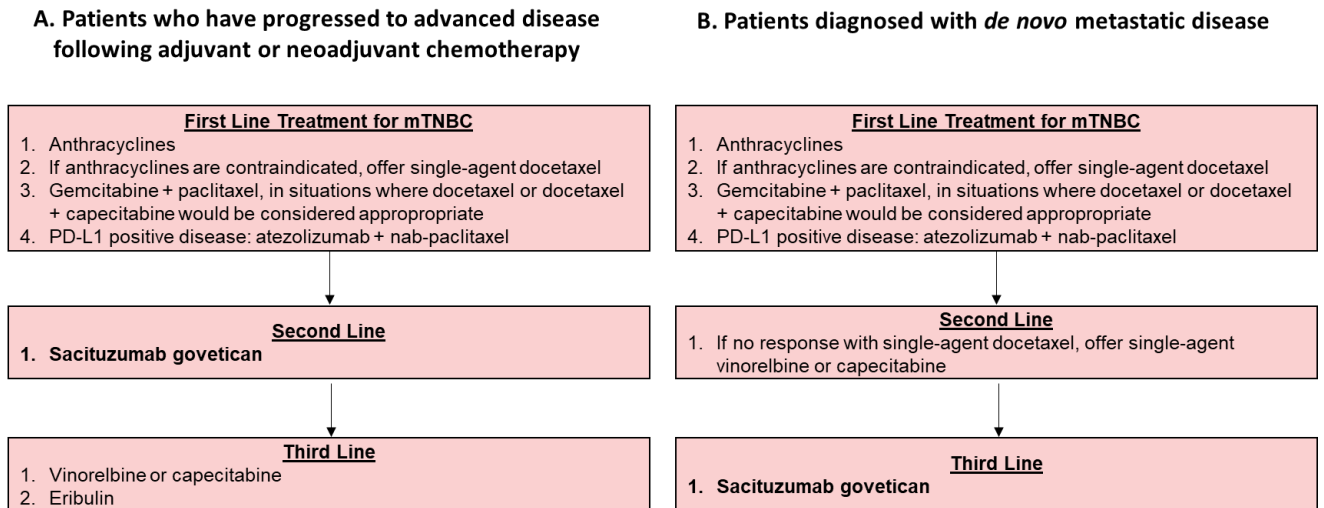 A. Patients who have progressed to advanced disease
following adjuvant or neoadjuvant chemotherapy
First Line Treatment for mTNBC
1. Anthracyclines
2. If anthracyclines are contraindicated, offer single-agent docetaxel
3. Gemcitabine + paclitaxel, in situations where docetaxel or docetaxel
+ capecitabine would be considered appropropriate
4. PD-L1 positive disease: atezolizumab + nab-paclitaxel
Second Line
1. Sacituzumab govetican
Third Line
1. Vinorelbine or capecitabine
2. Eribulin
B. Patients diagnosed with de novo metastatic disease
First Line Treatment for mTNBC
1. Anthracyclines
2. If anthracyclines are contraindicated, offer single-agent docetaxel
3. Gemcitabine + paclitaxel, in situations where docetaxel or docetaxel
+ capecitabine would be considered appropropriate
4. PD-L1 positive disease: atezolizumab + nab-paclitaxel
Second Line
1. If no response with single-agent docetaxel, offer single-agent
vinorelbine or capecitabine
Third Line
1. Sacituzumab govetican